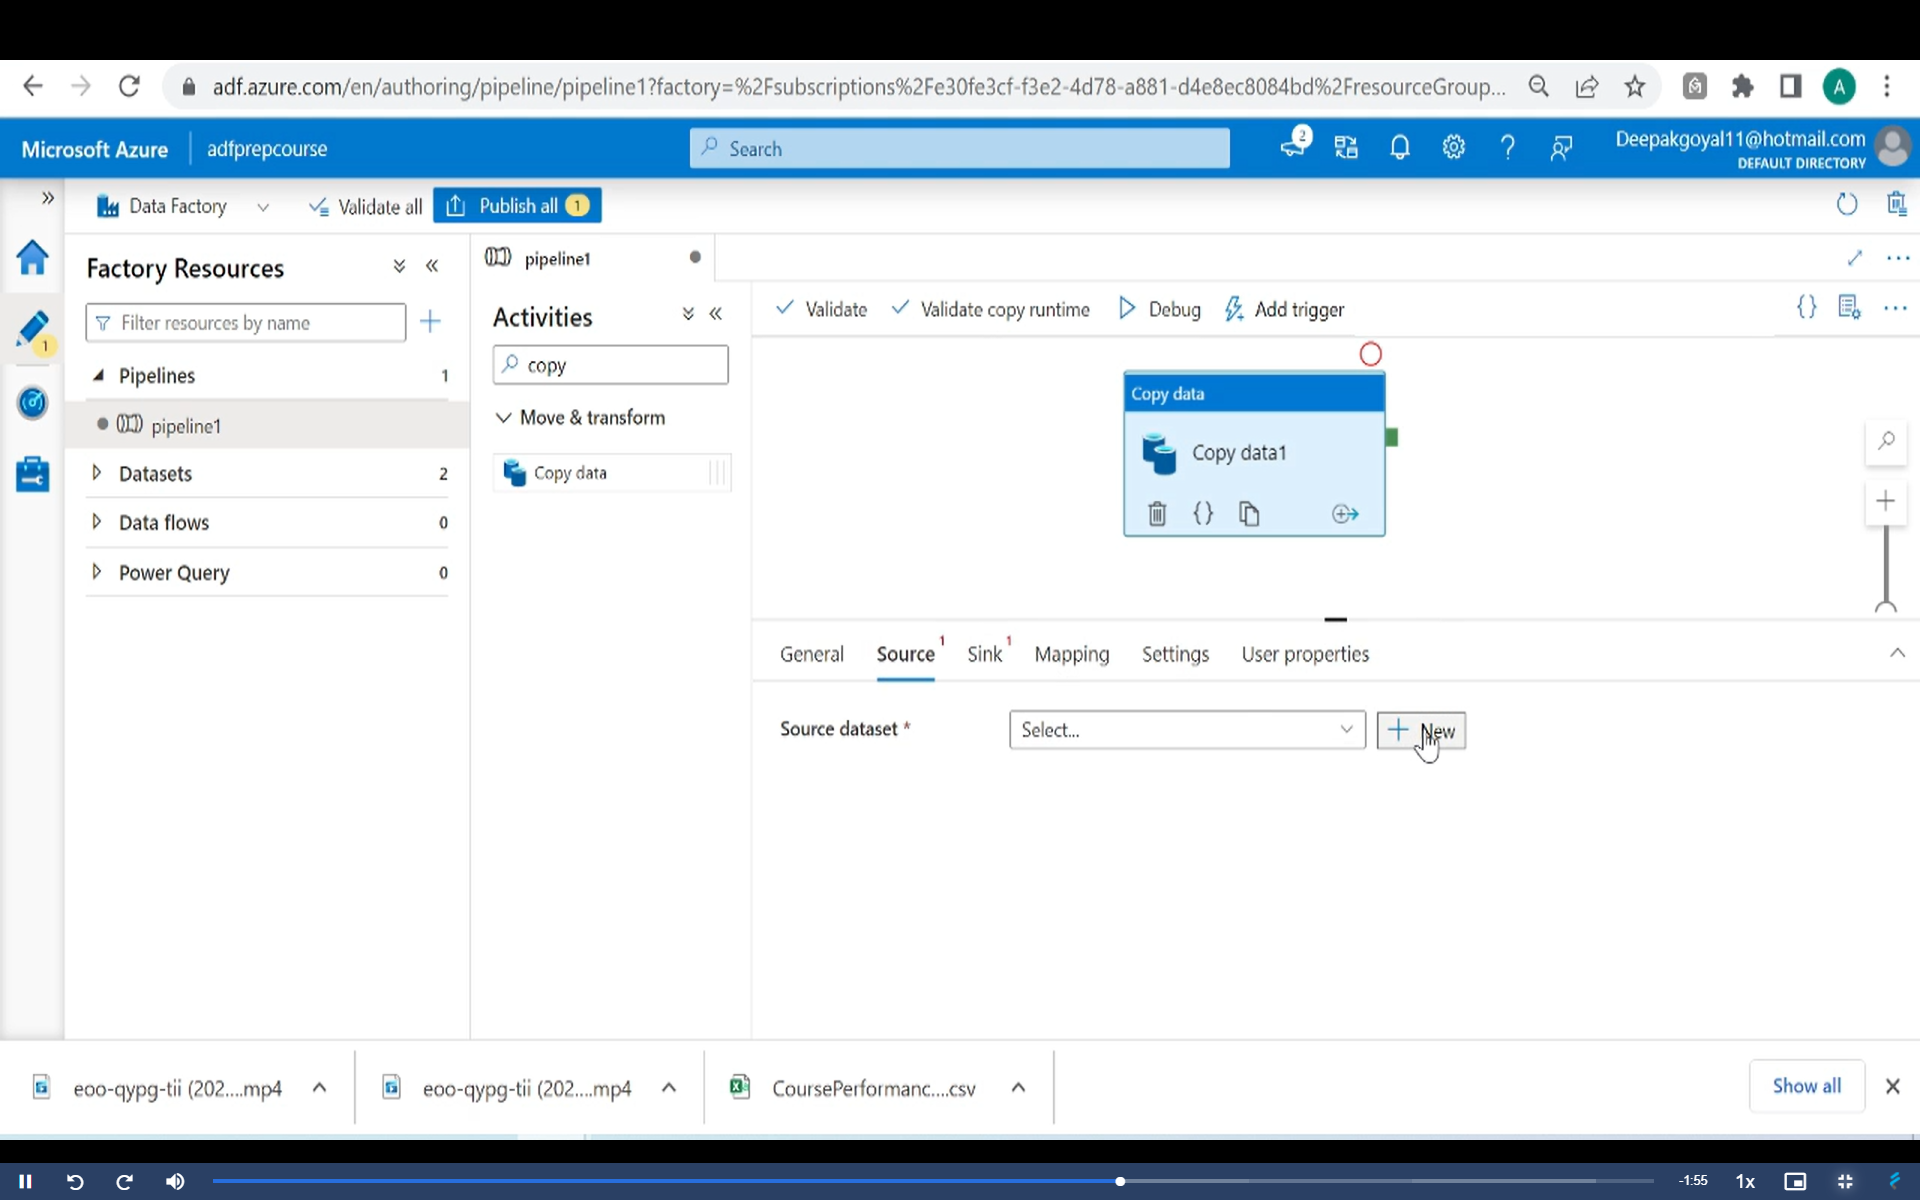 adf.azure.com/en/authoring/pipeline/pipeline1?factory=%2Fsubscriptions%2Fe30fe3cf-f3e2-4d78-a881-d4e8ec8084bd%2FresourceGroup...
A
Microsoft Azure
adfprepcourse
Search
2
Deepakgoyal11@hotmail.com
DEFAULT DIRECTORY
Data Factory
Validate all
Publish all
1
Factory Resources
Filter resources by name
1
Pipelines
1
pipeline1
Datasets
2
Data flows
0
Power Query
0
pipeline1
Activities
copy
Move & transform
Copy data
Validate
Validate copy runtime
Debug
Add trigger
Copy data
Copy data1
General
Source 1
Sink 1
Mapping
Settings
User properties
Source dataset *
Select...
New
eoo-qypg-tii (202....mp4
eoo-qypg-tii (202....mp4
CoursePerformanc....csv
Show all
-1:55
1x